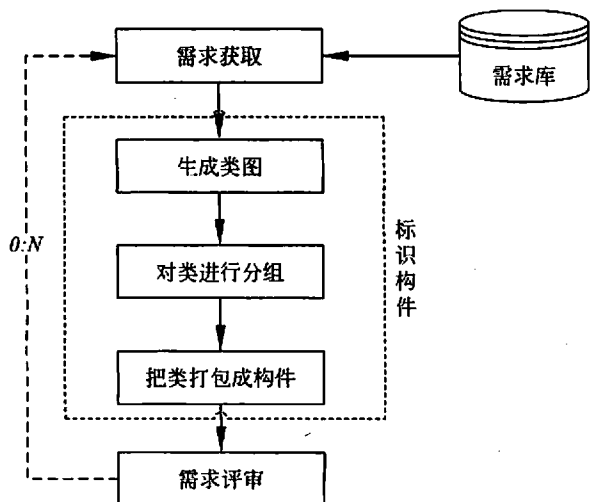 需求获取
需求库
生成类图
0:N
对类进行分组
标识构件
把类打包成构件
需求评审